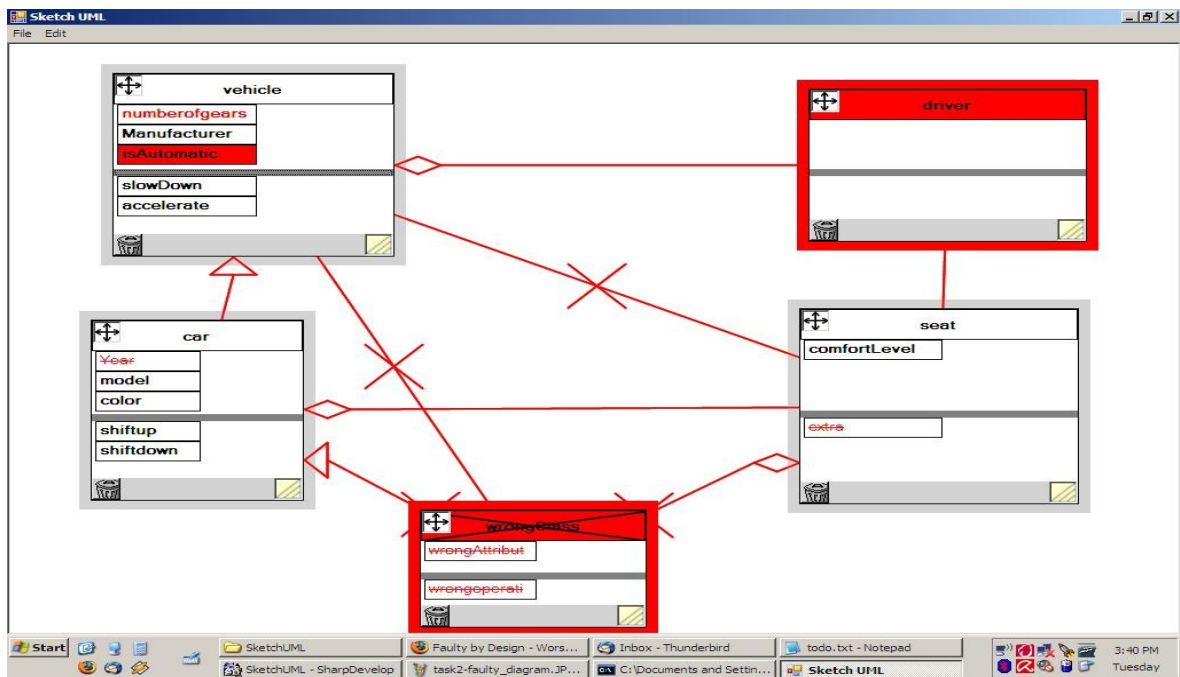 Sketch UML
File Edit
vehicle
numberofgears
Manufacturer
isAutomatic
slowDown
accelerate
driver
car
Year
model
color
shiftup
shiftdown
seat
comfortLevel
extra
wrongClass
wrongAttribut
wrongoperati
Start
SketchUML
Faulty by Design - Wors...
Inbox - Thunderbird
todo.txt - Notepad
3:40 PM
SketchUML - SharpDevelop
task2-faulty_diagram.JP...
C:\Documents and Settin...
Sketch UML
Tuesday